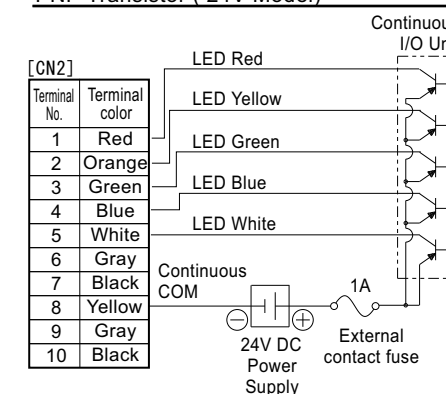 PNP Transistor ( 24V Model)
Continuou
I/O Un
[CN2]
Terminal No. Terminal color
1 Red
2 Orange
3 Green
4 Blue
5 White
6 Gray
7 Black
8 Yellow
9 Gray
10 Black
LED Red
LED Yellow
LED Green
LED Blue
LED White
Continuous
COM
24V DC
Power
Supply
1A
External
contact fuse